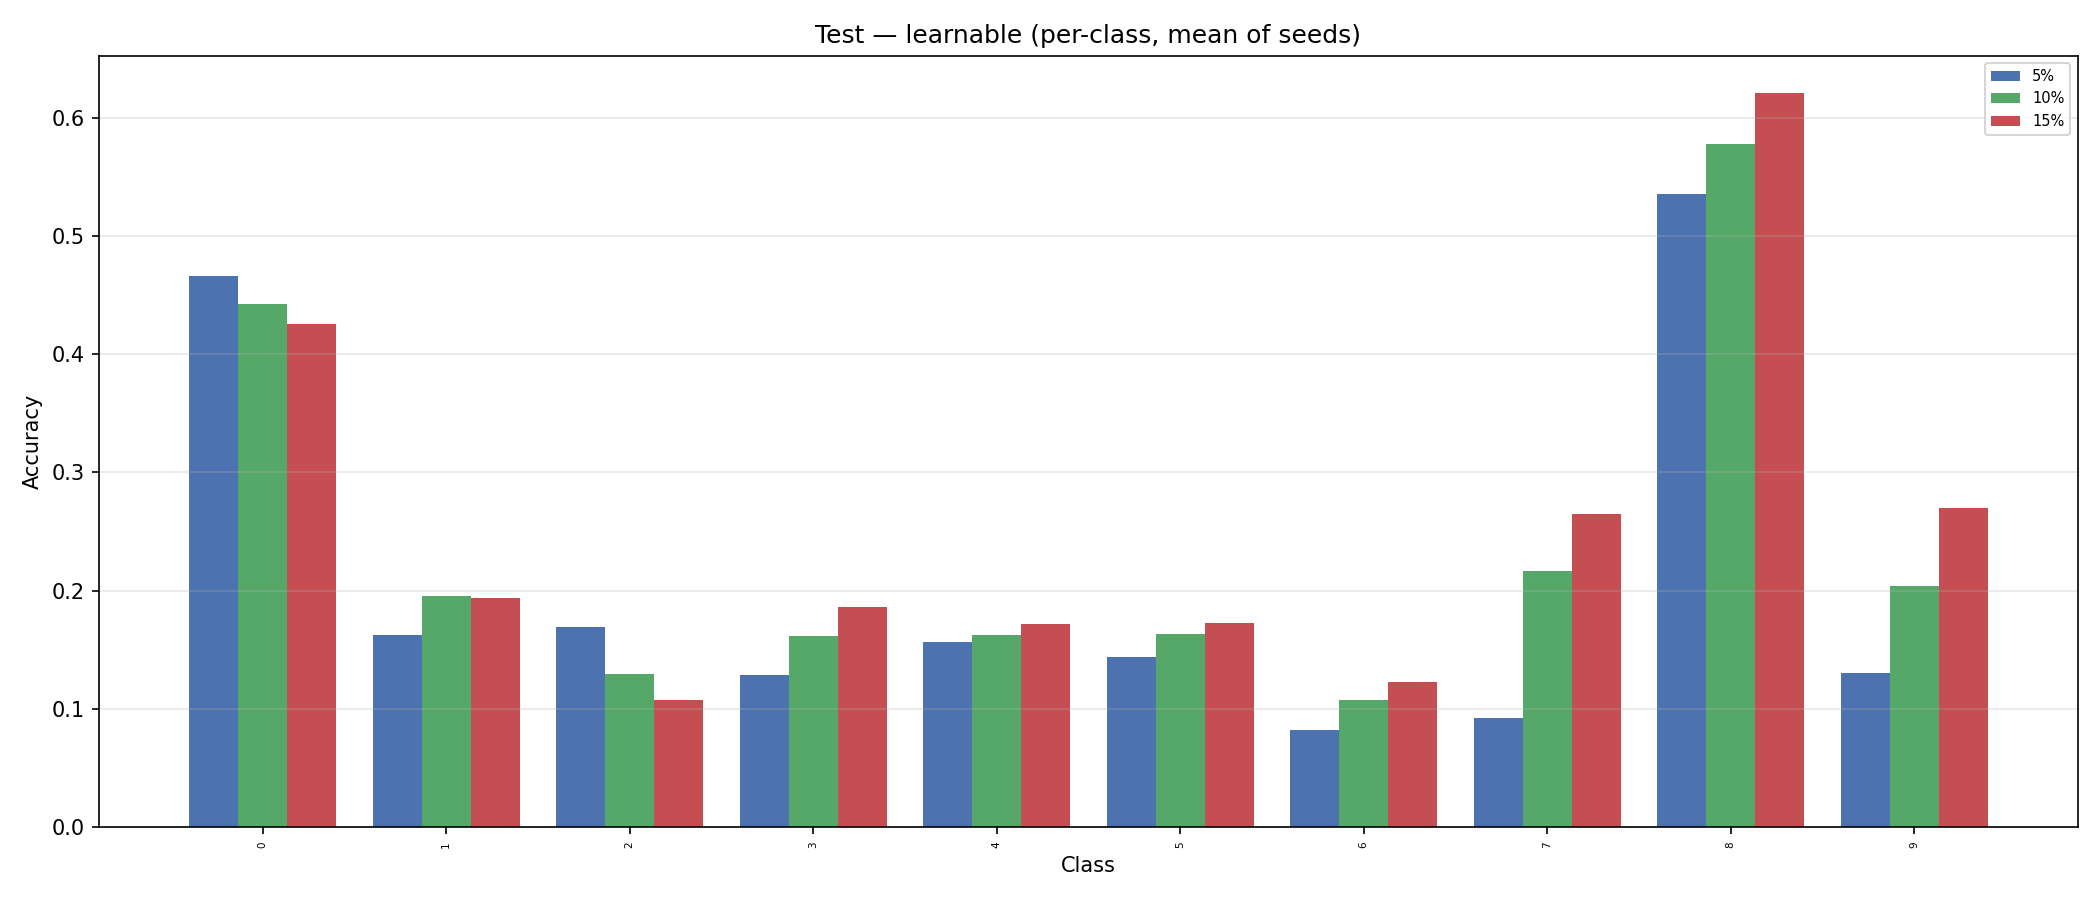 Test — learnable (per-class, mean of seeds)
5%
10%
15%
Accuracy
0.6
0.5
0.4
0.3
0.2
0.1
0.0
0 1 2 3 4 5 6 7 8 9
Class